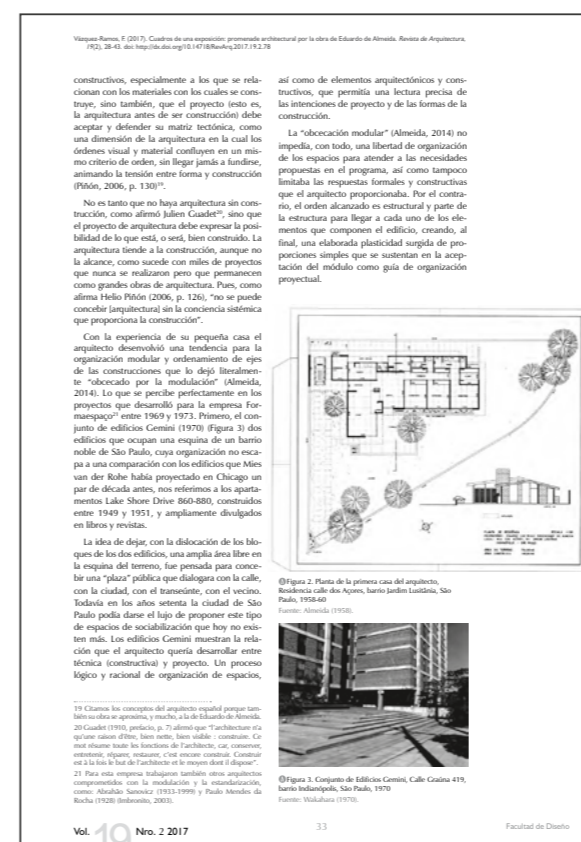 Vázquez-Ramos, F. (2017). Cuadros de una exposición: promenade architectural por la obra de Eduardo de Almeida. Revista de Arquitectura,
19(2), 28-43. doi: http://dx.doi.org/10.14718/RevArq.2017.19.2.78
constructivos, especialmente a los que se rela-
cionan con los materiales con los cuales se cons-
truye, sino también, que el proyecto (esto es,
la arquitectura antes de ser construcción) debe
aceptar y defender su matriz tectónica, como
una dimensión de la arquitectura en la cual los
órdenes visual y material confluyen en un mis-
mo criterio de orden, sin llegar jamás a fundirse,
animando la tensión entre forma y construcción
(Piñón, 2006, p. 130)19.
No es tanto que no haya arquitectura sin cons-
trucción, como afirmó Julien Guadet20, sino que
el proyecto de arquitectura debe expresar la posi-
bilidad de lo que está, o será, bien construido. La
arquitectura tiende a la construcción, aunque no
la alcance, como sucede con miles de proyectos
que nunca se realizaron pero que permanecen
como grandes obras de arquitectura. Pues, como
afirma Helio Piñón (2006, p. 126), "no se puede
concebir [arquitectura] sin la conciencia sistémica
que proporciona la construcción".
Con la experiencia de su pequeña casa el
arquitecto desenvolvió una tendencia para la
organización modular y ordenamiento de ejes
de las construcciones que lo dejó literalmen-
te "obcecado por la modulación" (Almeida,
2014). Lo que se percibe perfectamente en los
proyectos que desarrolló para la empresa For-
maespaço21 entre 1969 y 1973. Primero, el con-
junto de edificios Gemini (1970) (Figura 3) dos
edificios que ocupan una esquina de un barrio
noble de São Paulo, cuya organización no esca-
pa a una comparación con los edificios que Mies
van der Rohe había proyectado en Chicago un
par de década antes, nos referimos a los aparta-
mentos Lake Shore Drive 860-880, construidos
entre 1949 y 1951, y ampliamente divulgados
en libros y revistas.
La idea de dejar, con la dislocación de los blo-
ques de los dos edificios, una amplia área libre en
la esquina del terreno, fue pensada para conce-
bir una "plaza" pública que dialogara con la calle,
con la ciudad, con el transeúnte, con el vecino.
Todavía en los años setenta la ciudad de São
Paulo podía darse el lujo de proponer este tipo
de espacios de sociabilización que hoy no exis-
ten más. Los edificios Gemini muestran la rela-
ción que el arquitecto quería desarrollar entre
técnica (constructiva) y proyecto. Un proceso
lógico y racional de organización de espacios,
19 Citamos los conceptos del arquitecto español porque tam-
bién su obra se aproxima, y mucho, a la de Eduardo de Almeida.
20 Guadet (1910, prefacio, p. 7) afirmó que "l'architecture n'a
qu'une raison d'être, bien nette, bien visible : construire. Ce
mot résume toute les fonctions de l'architecte, car, conserver,
entretenir, réparer, restaurer, c'est encore construir. Construir
est à la fois le but de l'architecte et le moyen dont il dispose".
21 Para esta empresa trabajaron también otros arquitectos
comprometidos con la modulación y la estandarización,
como: Abrahão Sanovicz (1933-1999) y Paulo Mendes da
Rocha (1928) (Imbronito, 2003).
así como de elementos arquitectónicos y cons-
tructivos, que permitía una lectura precisa de
las intenciones de proyecto y de las formas de la
construcción.
La "obcecación modular" (Almeida, 2014) no
impedía, con todo, una libertad de organización
de los espacios para atender a las necesidades
propuestas en el programa, así como tampoco
limitaba las respuestas formales y constructivas
que el arquitecto proporcionaba. Por el contra-
rio, el orden alcanzado es estructural y parte de
la estructura para llegar a cada uno de los ele-
mentos que componen el edificio, creando, al
final, una elaborada plasticidad surgida de pro-
porciones simples que se sustentan en la acep-
tación del módulo como guía de organización
proyectual.
Figura 2. Planta de la primera casa del arquitecto,
Residencia calle dos Açores, barrio Jardim Lusitânia, São
Paulo, 1958-60
Fuente: Almeida (1958).
Figura 3. Conjunto de Edificios Gemini, Calle Graúna 419,
barrio Indianópolis, São Paulo, 1970
Fuente: Wakahara (1970).
Vol. 19 Nro. 2 2017
33
Facultad de Diseño